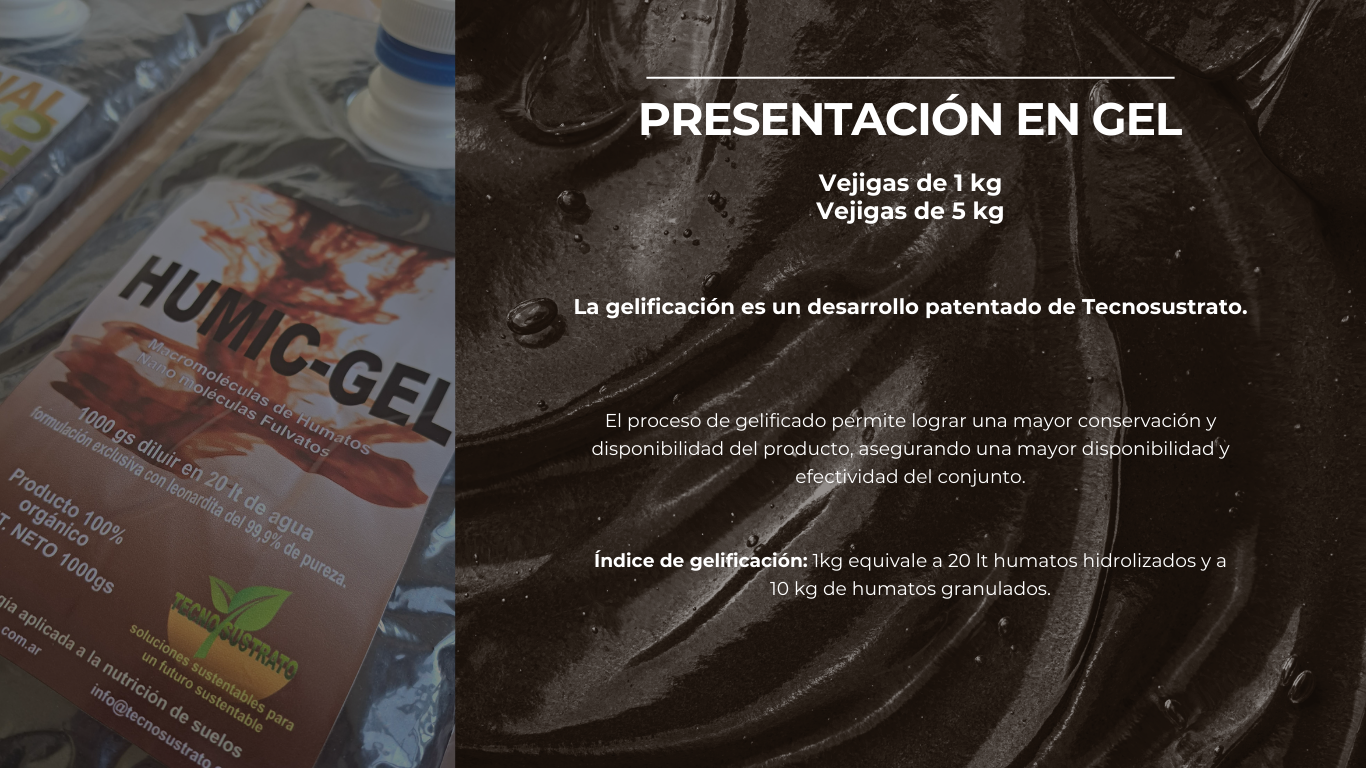 PRESENTACIÓN EN GEL
Vejigas de 1 kg
Vejigas de 5 kg
La gelificación es un desarrollo patentado de Tecnosustrato.
El proceso de gelificado permite lograr una mayor conservación y
disponibilidad del producto, asegurando una mayor disponibilidad y
efectividad del conjunto.
Índice de gelificación: 1kg equivale a 20 lt humatos hidrolizados y a
10 kg de humatos granulados.
HUMIC-GEL
Macromoléculas de Humatos
Nano moléculas Fulvatos
1000 gs diluir en 20 lt de agua
formulación exclusiva con leonardita del 99,9% de pureza.
Producto 100%
orgánico
T. NETO 1000gs
TECNOSUSTRATO
soluciones sustentables para
un futuro sustentable
aplicada a la nutrición de suelos
.com.ar
info@tecnosustrato